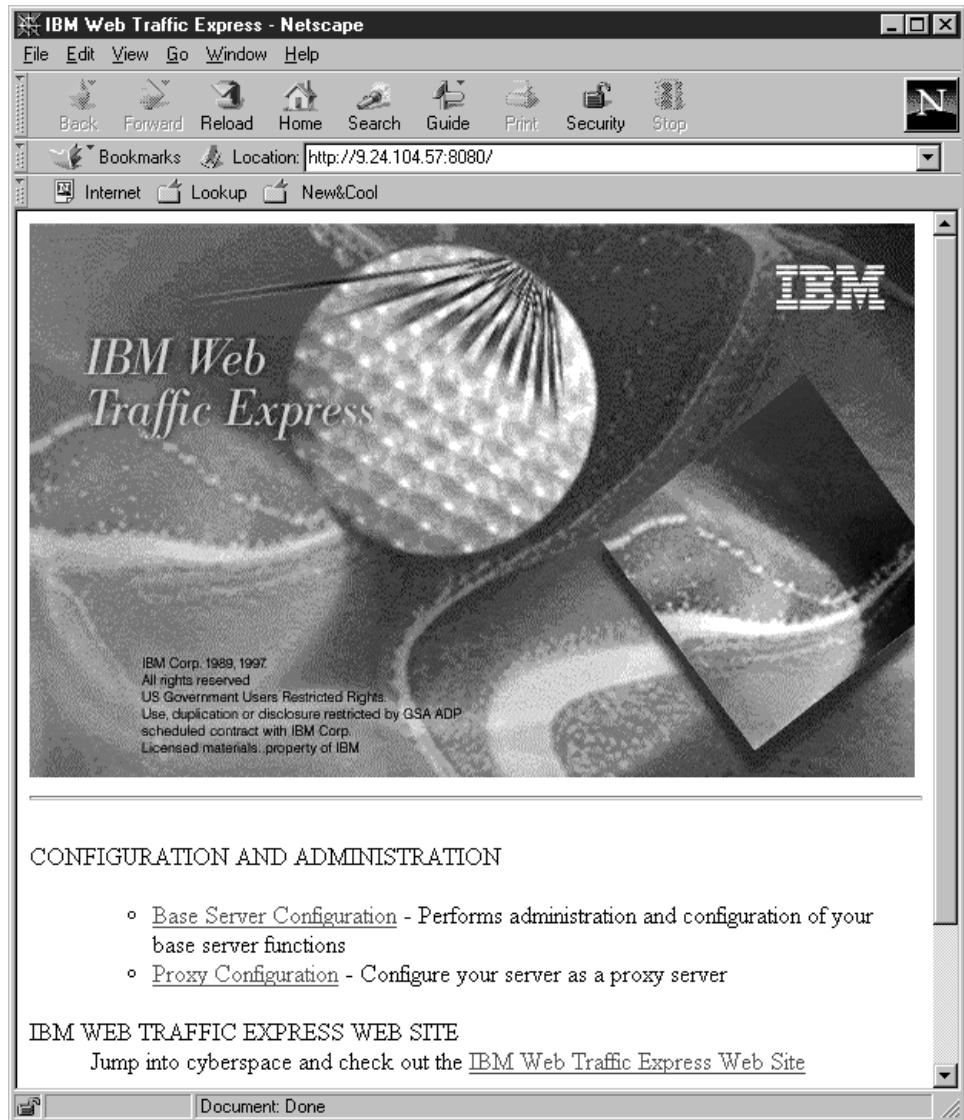 IBM Web Traffic Express - Netscape
File Edit View Go Window Help
Back Forward Reload Home Search Guide Print Security Stop
N
Bookmarks Location: http://9.24.104.57:8080/
Internet Lookup New&Cool
IBM
IBM Web
Traffic Express
IBM Corp. 1989, 1997.
All rights reserved
US Government Users Restricted Rights.
Use, duplication or disclosure restricted by GSA ADP
scheduled contract with IBM Corp.
Licensed materials..property of IBM
CONFIGURATION AND ADMINISTRATION
Base Server Configuration - Performs administration and configuration of your
base server functions
Proxy Configuration - Configure your server as a proxy server
IBM WEB TRAFFIC EXPRESS WEB SITE
Jump into cyberspace and check out the IBM Web Traffic Express Web Site
Document: Done